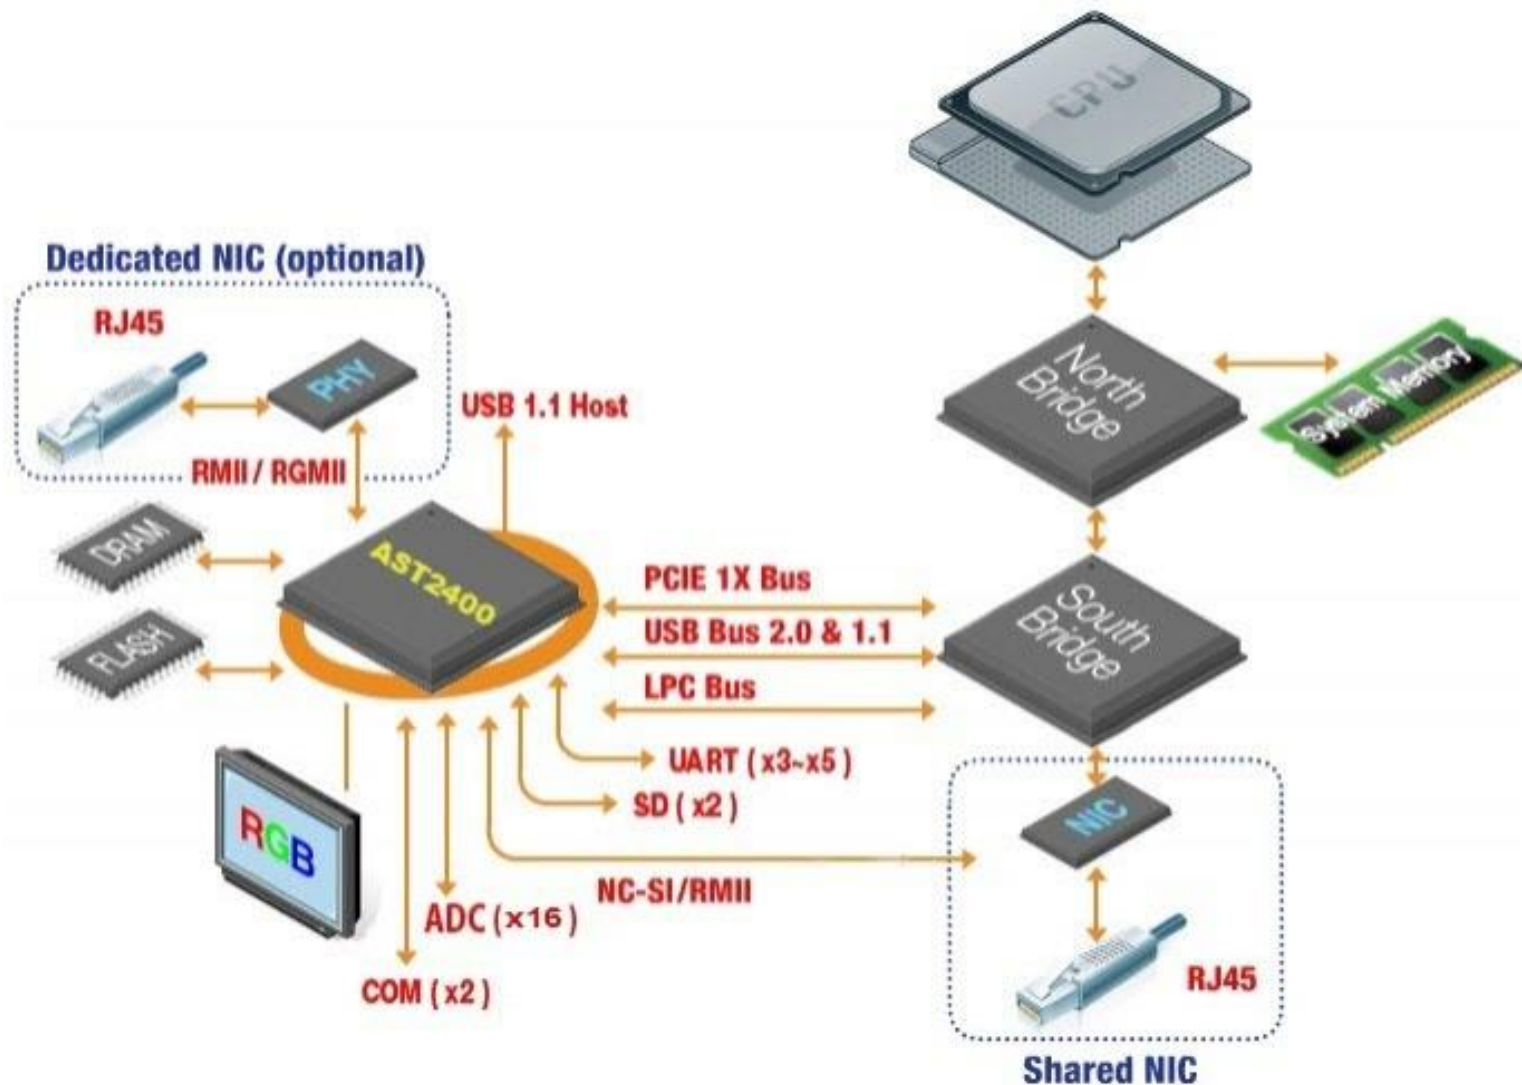 CPU
Dedicated NIC (optional)
RJ45
PHY
USB 1.1 Host
RMII / RGMII
North
Bridge
System Memory
DRAM
AST2400
FLASH
PCIE 1X Bus
USB Bus 2.0 & 1.1
LPC Bus
South
Bridge
UART ( x3~x5 )
SD ( x2 )
NIC
RGB
NC-SI/RMII
ADC (x16)
COM ( x2 )
RJ45
Shared NIC